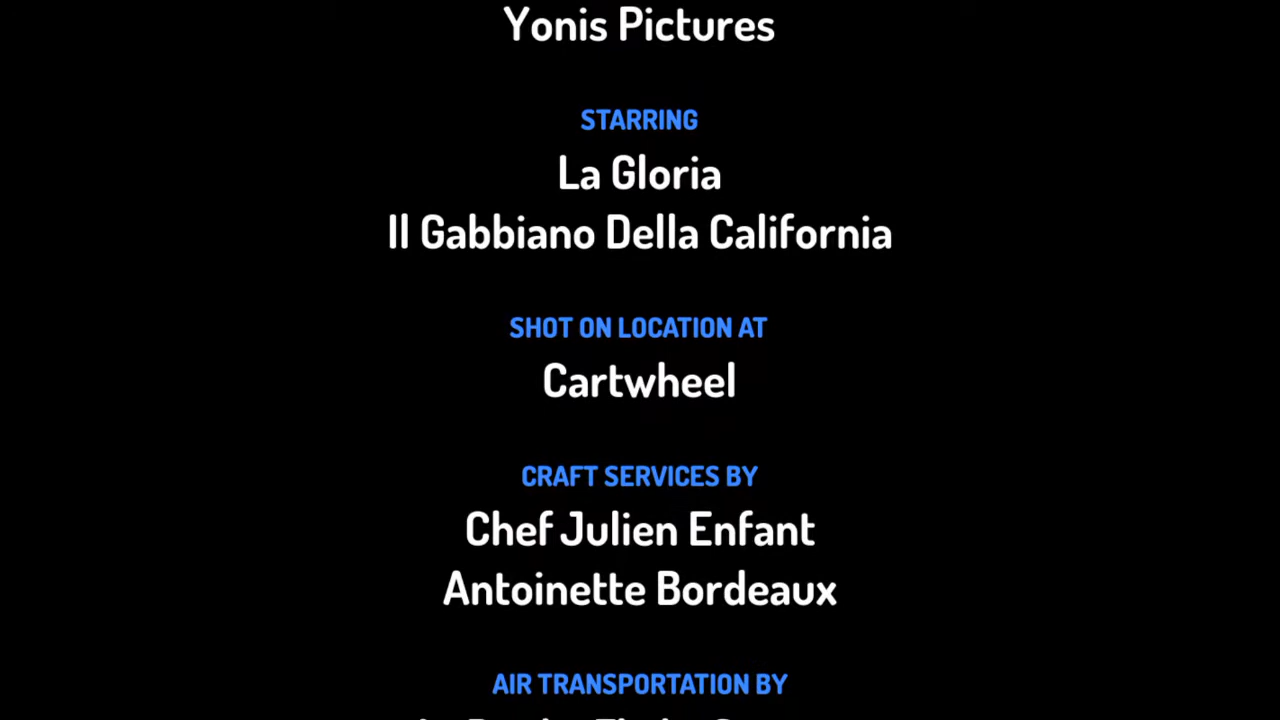 Yonis Pictures
STARRING
La Gloria
Il Gabbiano Della California
SHOT ON LOCATION AT
Cartwheel
CRAFT SERVICES BY
Chef Julien Enfant
Antoinette Bordeaux
AIR TRANSPORTATION BY